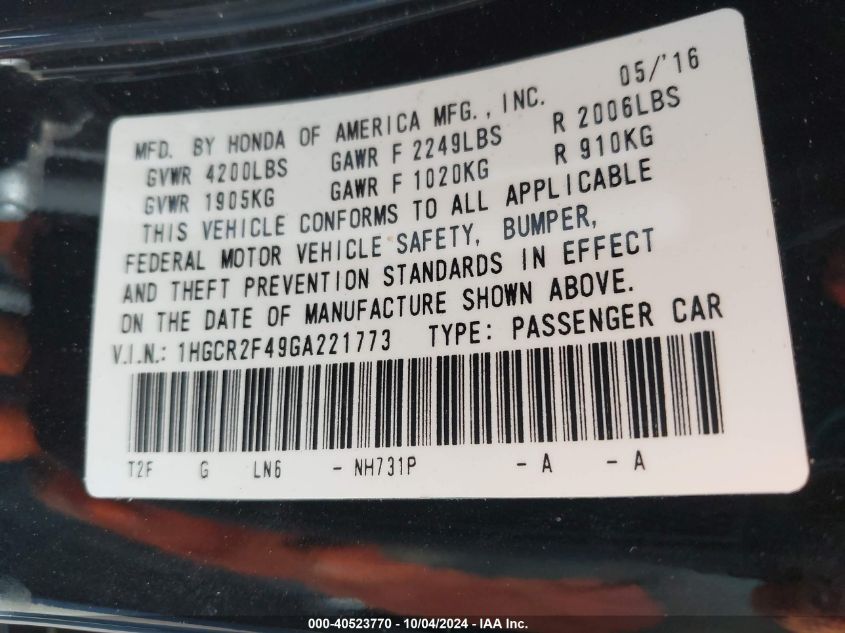 05/'16
MFD. BY HONDA OF AMERICA MFG., INC.
GVWR 4200LBS GAWR F 2249LBS R 2006LBS
GVWR 1905KG GAWR F 1020KG R 910KG
THIS VEHICLE CONFORMS TO ALL APPLICABLE
FEDERAL MOTOR VEHICLE SAFETY, BUMPER,
AND THEFT PREVENTION STANDARDS IN EFFECT
ON THE DATE OF MANUFACTURE SHOWN ABOVE.
V.I.N.: 1HGCR2F49GA221773 TYPE: PASSENGER CAR
T2F G LN6 - NH731P - A - A
000-40523770 - 10/04/2024 - IAA Inc.